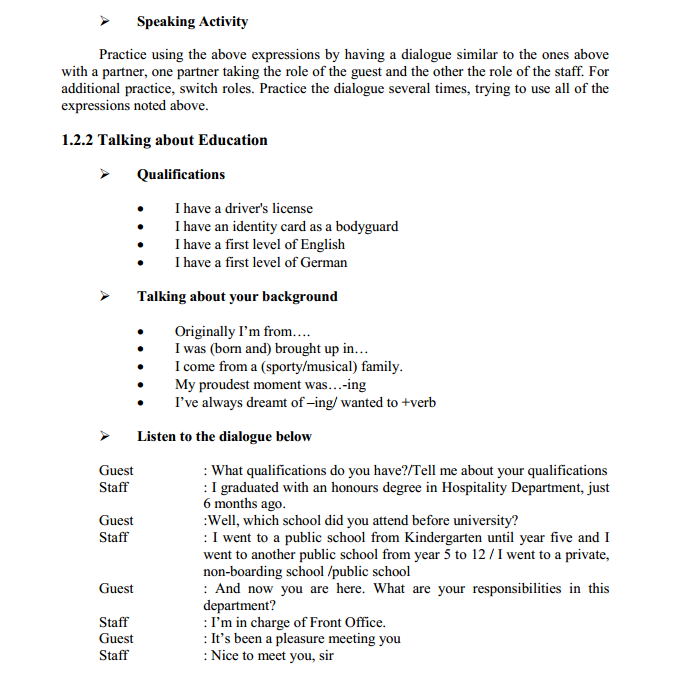 ➢ Speaking Activity
Practice using the above expressions by having a dialogue similar to the ones above
with a partner, one partner taking the role of the guest and the other the role of the staff. For
additional practice, switch roles. Practice the dialogue several times, trying to use all of the
expressions noted above.
1.2.2 Talking about Education
➢ Qualifications
• I have a driver's license
• I have an identity card as a bodyguard
• I have a first level of English
• I have a first level of German
➢ Talking about your background
• Originally I’m from….
• I was (born and) brought up in…
• I come from a (sporty/musical) family.
• My proudest moment was…-ing
• I’ve always dreamt of –ing/ wanted to +verb
➢ Listen to the dialogue below
Guest : What qualifications do you have?/Tell me about your qualifications
Staff : I graduated with an honours degree in Hospitality Department, just
6 months ago.
Guest :Well, which school did you attend before university?
Staff : I went to a public school from Kindergarten until year five and I
went to another public school from year 5 to 12 / I went to a private,
non-boarding school /public school
Guest : And now you are here. What are your responsibilities in this
department?
Staff : I’m in charge of Front Office.
Guest : It’s been a pleasure meeting you
Staff : Nice to meet you, sir